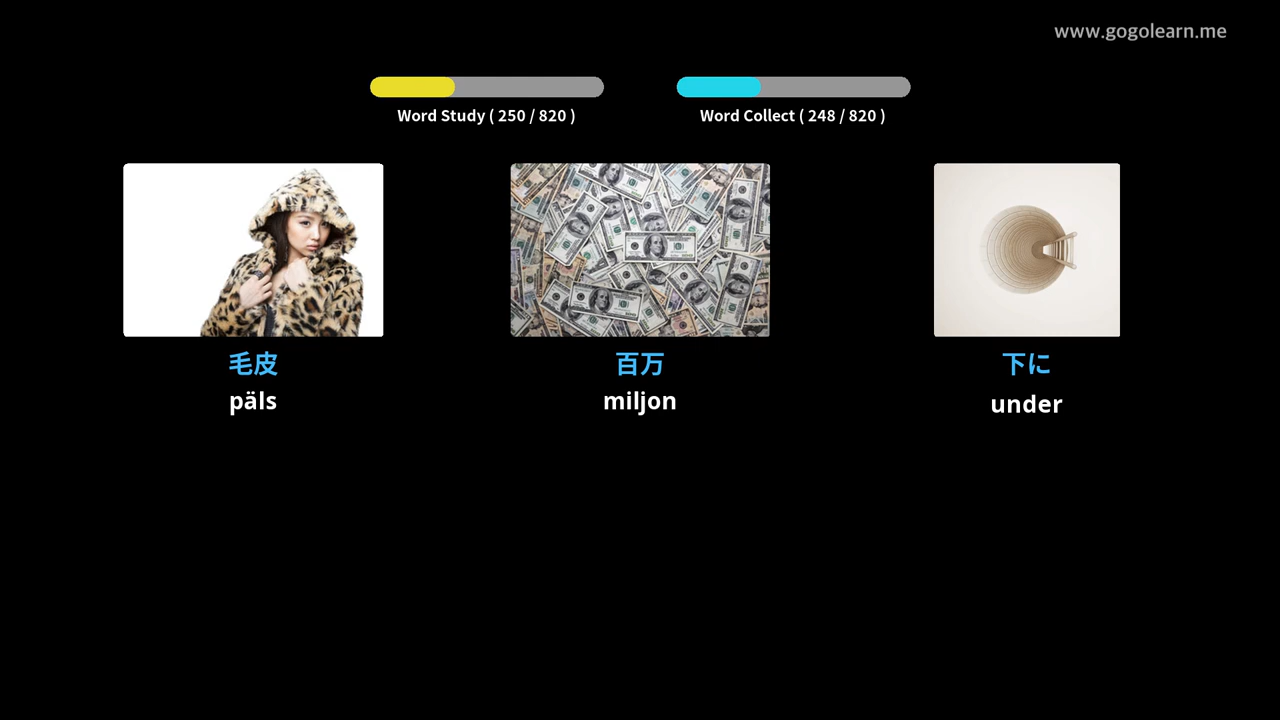 www.gogolearn.me
Word Study ( 250 / 820 )
Word Collect ( 248 / 820 )
毛皮
百万
下に
päls
miljon
under